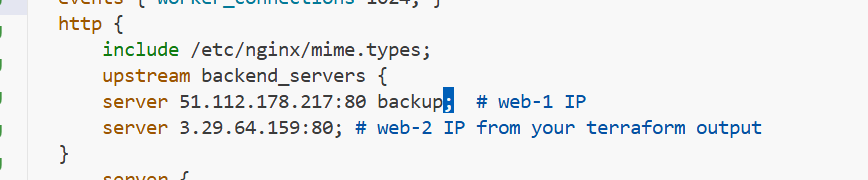 events { worker_connections 1024; }
http {
include /etc/nginx/mime.types;
upstream backend_servers {
server 51.112.178.217:80 backup;  # web-1 IP
server 3.29.64.159:80; # web-2 IP from your terraform output
}
server {